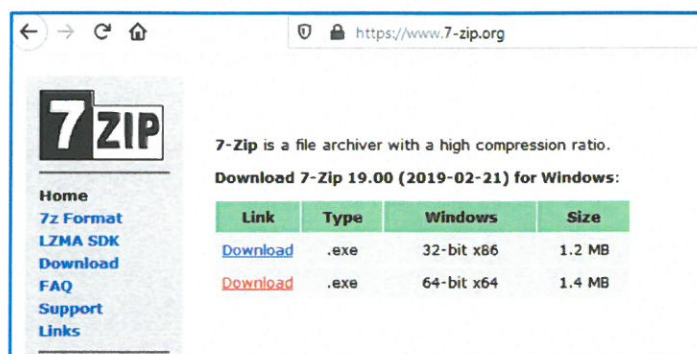 https://www.7-zip.org
7 ZIP
7-Zip is a file archiver with a high compression ratio.
Download 7-Zip 19.00 (2019-02-21) for Windows:
Home
7z Format
LZMA SDK
Download
FAQ
Support
Links
Link Type Windows Size
Download .exe 32-bit x86 1.2 MB
Download .exe 64-bit x64 1.4 MB